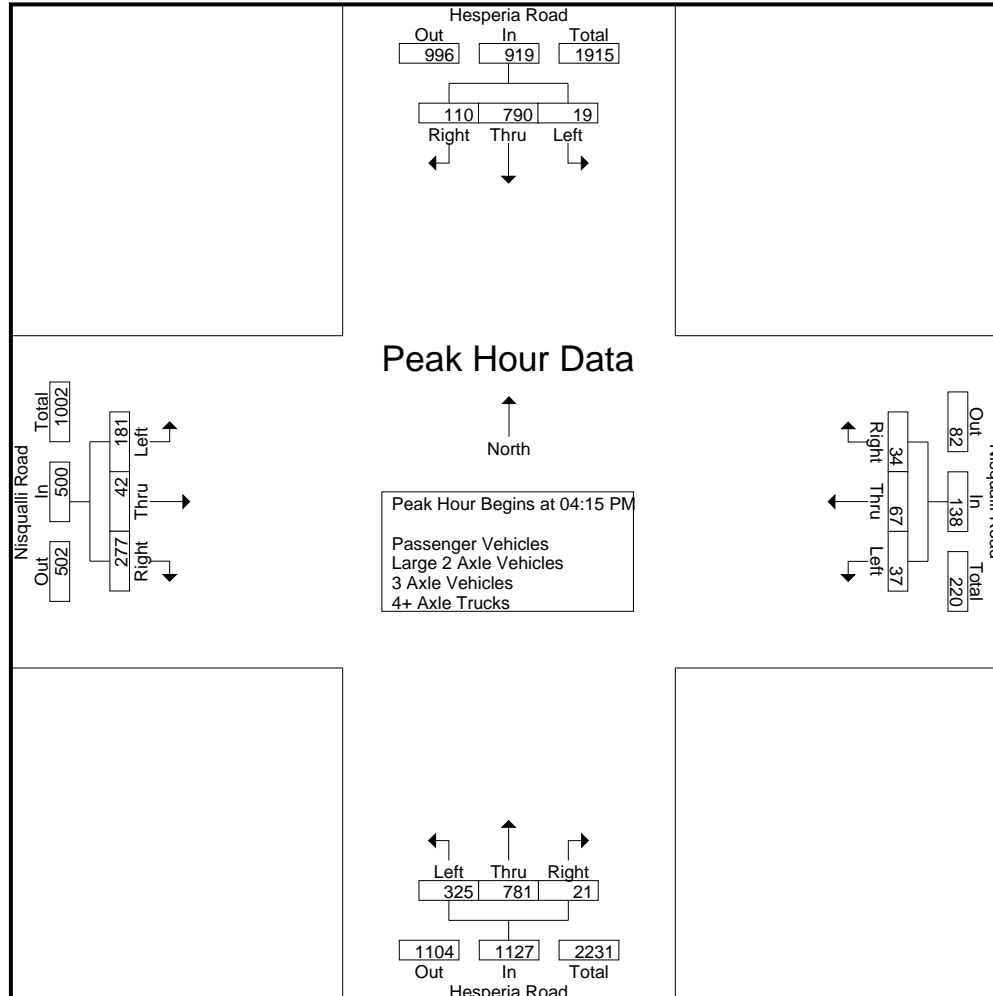 Hesperia Road
Out In Total
996 919 1915
110 790 19
Right Thru Left
Peak Hour Data
North
Peak Hour Begins at 04:15 PM
Passenger Vehicles
Large 2 Axle Vehicles
3 Axle Vehicles
4+ Axle Trucks
Nisqualli Road
Out In Total
502 500 1002
277 42 181
Right Thru Left
Out In Total
82 138 220
34 67 37
Right Thru Left
Left Thru Right
325 781 21
1104 1127 2231
Out In Total
Hesperia Road